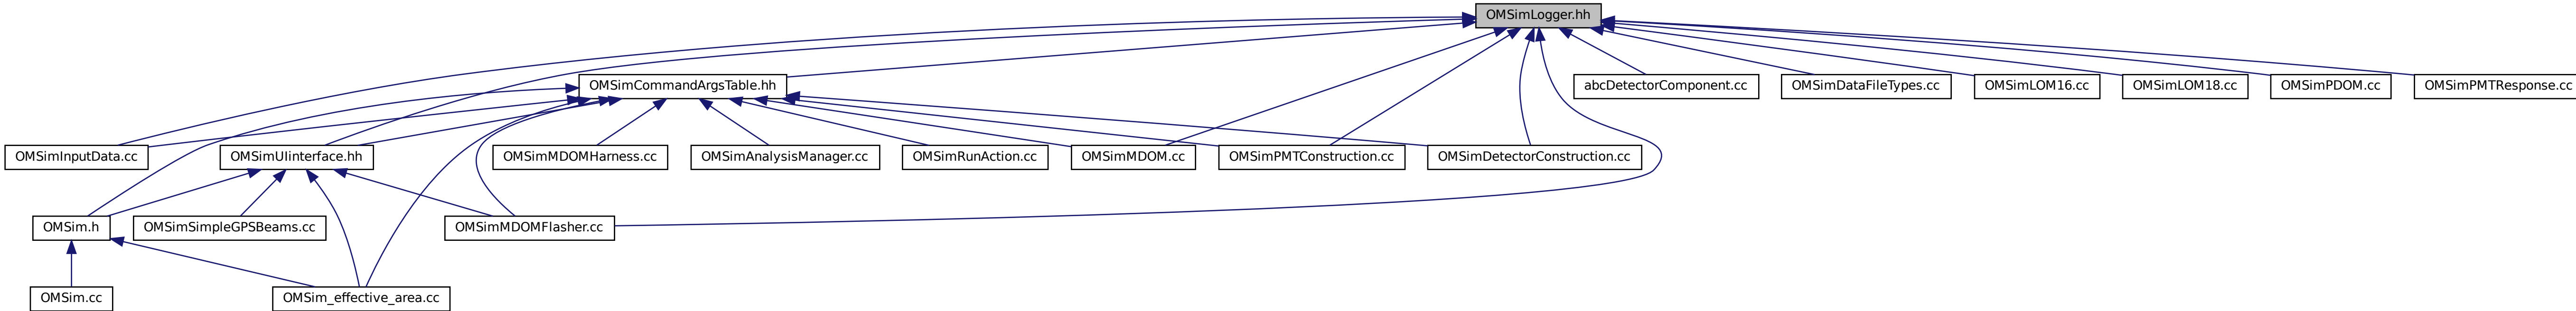 OMSimLogger.hh
OMSimCommandArgsTable.hh
abcDetectorComponent.cc
OMSimDataFileTypes.cc
OMSimLOM16.cc
OMSimLOM18.cc
OMSimPDOM.cc
OMSimPMTResponse.cc
OMSimInputData.cc
OMSimUIinterface.hh
OMSimMDOMHarness.cc
OMSimAnalysisManager.cc
OMSimRunAction.cc
OMSimMDOM.cc
OMSimPMTConstruction.cc
OMSimDetectorConstruction.cc
OMSim.h
OMSimSimpleGPSBeams.cc
OMSimMDOMFlasher.cc
OMSim.cc
OMSim_effective_area.cc